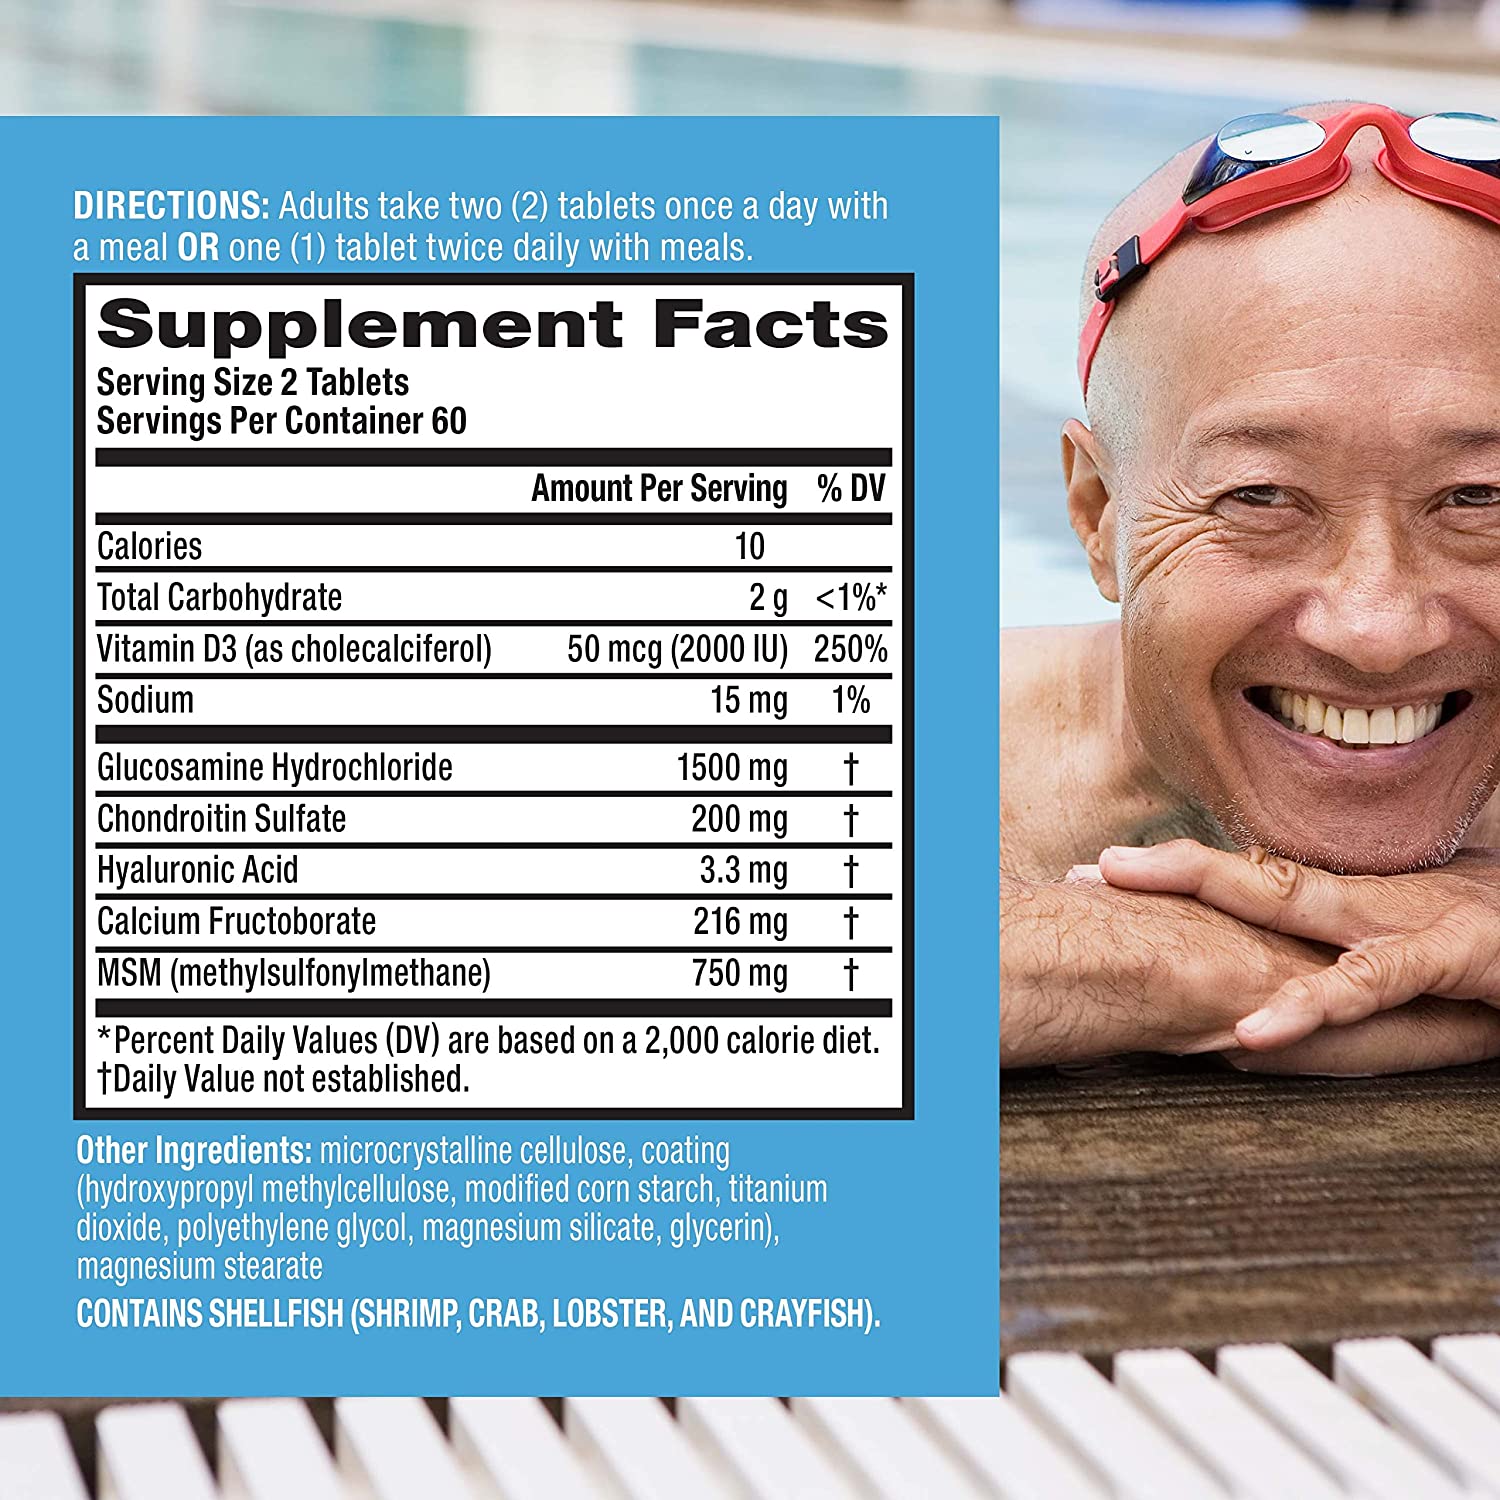 DIRECTIONS: Adults take two (2) tablets once a day with
a meal OR one (1) tablet twice daily with meals.
Supplement Facts
Serving Size 2 Tablets
Servings Per Container 60
Amount Per Serving % DV
Calories 10
Total Carbohydrate 2 g <1%*
Vitamin D3 (as cholecalciferol) 50 mcg (2000 IU) 250%
Sodium 15 mg 1%
Glucosamine Hydrochloride 1500 mg †
Chondroitin Sulfate 200 mg †
Hyaluronic Acid 3.3 mg †
Calcium Fructoborate 216 mg †
MSM (methylsulfonylmethane) 750 mg †
*Percent Daily Values (DV) are based on a 2,000 calorie diet.
†Daily Value not established.
Other Ingredients: microcrystalline cellulose, coating
(hydroxypropyl methylcellulose, modified corn starch, titanium
dioxide, polyethylene glycol, magnesium silicate, glycerin),
magnesium stearate
CONTAINS SHELLFISH (SHRIMP, CRAB, LOBSTER, AND CRAYFISH).